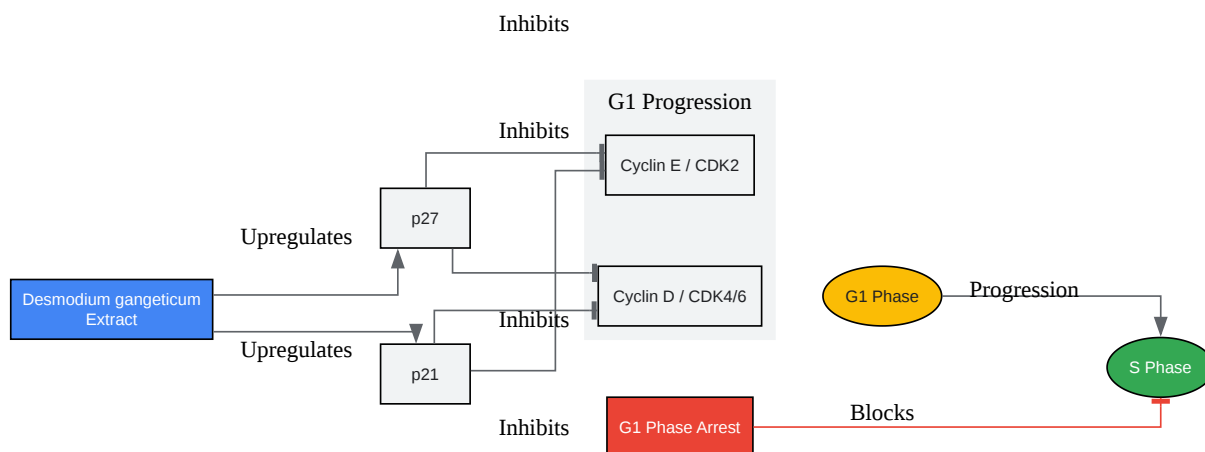 Inhibits
G1 Progression
Inhibits
Cyclin E / CDK2
p27
Upregulates
Desmodium gangeticum
Extract
Cyclin D / CDK4/6
G1 Phase
Progression
Inhibits
Upregulates
p21
S Phase
Inhibits
G1 Phase Arrest
Blocks